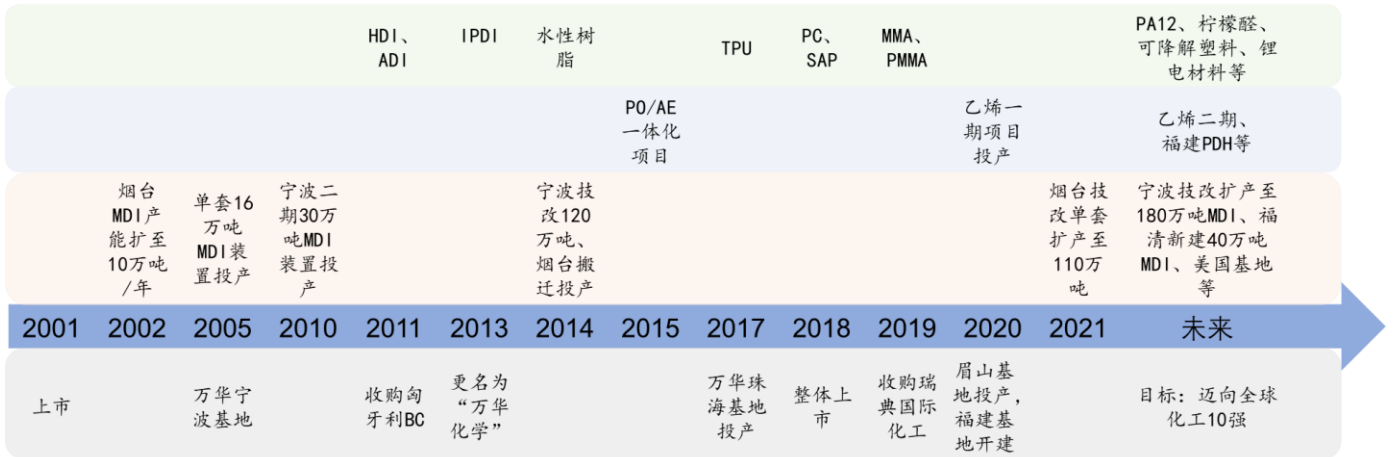 HDI、
ADI
IPDI
水性树
脂
TPU
PC、
SAP
MMA、
PMMA
PA12、柠檬醛、
可降解塑料、锂
电材料等
PO/AE
一体化
项目
乙烯一
期项目
投产
乙烯二期、
福建PDH等
烟台
MDI产
能扩至
10万吨
/年
单套16
万吨
MDI装
置投产
宁波二
期30万
吨MDI
装置投
产
宁波技
改120
万吨、
烟台搬
迁投产
烟台技
改单套
扩产至
110万
吨
宁波技改扩产至
180万吨MDI、福
清新建40万吨
MDI、美国基地
等
2001
2002
2005
2010
2011
2013
2014
2015
2017
2018
2019
2020
2021
未来
上市
万华宁
波基地
收购匈
牙利BC
更名为
“万华
化学”
万华珠
海基地
投产
整体上
市
收购瑞
典国际
化工
眉山基
地投产，
福建基
地开建
目标：迈向全球
化工10强